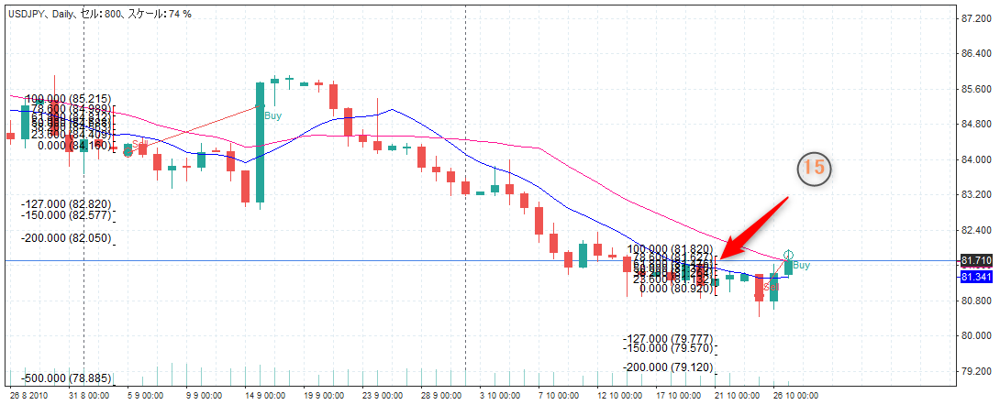 USDJPY、Daily、セル: 800、スケール: 74 %
87.200
86.400
85.600
84.800
84.000
83.200
82.400
81.710
81.341
80.800
80.000
79.200
100.000 (85.215)
78.600 (84.989)
23.600 (84.409)
0.000 (84.160)
-127.000 (82.820)
-150.000 (82.577)
-200.000 (82.050)
-500.000 (78.885)
Sell
Buy
15
100.000 (81.820)
78.600 (81.627)
23.600 (81.132)
0.000 (80.920)
-127.000 (79.777)
-150.000 (79.570)
-200.000 (79.120)
Sell
Buy
26 8 2010
31 8 00:00
5 9 00:00
9 9 00:00
14 9 00:00
19 9 00:00
23 9 00:00
28 9 00:00
3 10 00:00
7 10 00:00
12 10 00:00
17 10 00:00
21 10 00:00
26 10 00:00